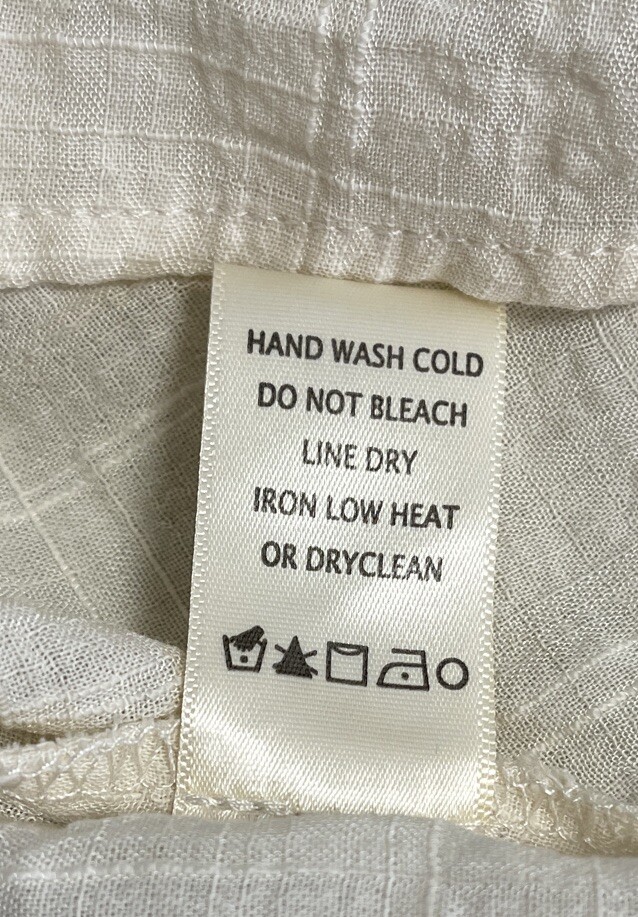 HAND WASH COLD
DO NOT BLEACH
LINE DRY
IRON LOW HEAT
OR DRYCLEAN